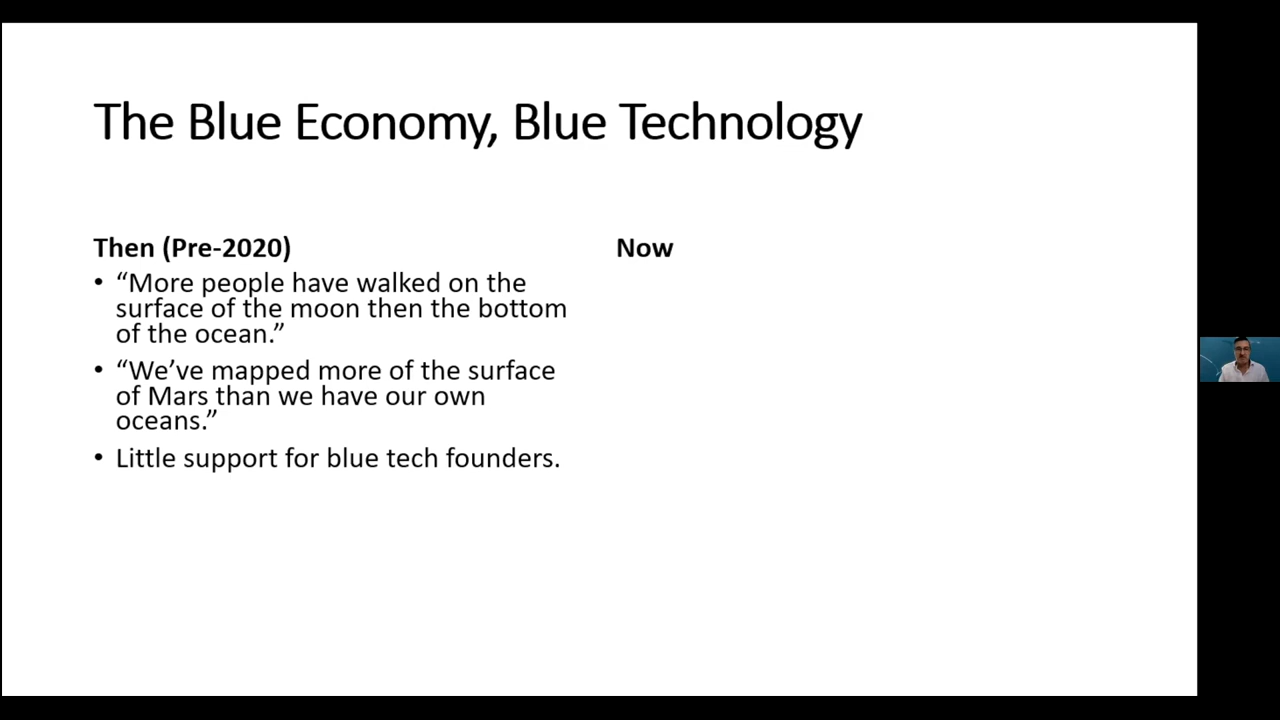 The Blue Economy, Blue Technology
Then (Pre-2020)
• “More people have walked on the
surface of the moon then the bottom
of the ocean.”
• “We’ve mapped more of the surface
of Mars than we have our own
oceans.”
• Little support for blue tech founders.
Now